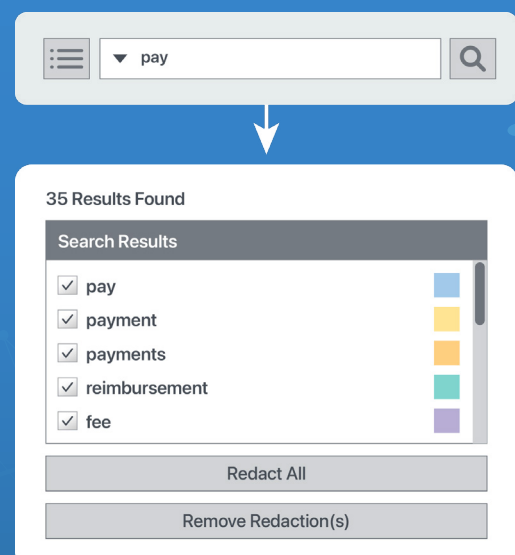 pay
35 Results Found
Search Results
pay
payment
payments
reimbursement
fee
Redact All
Remove Redaction(s)